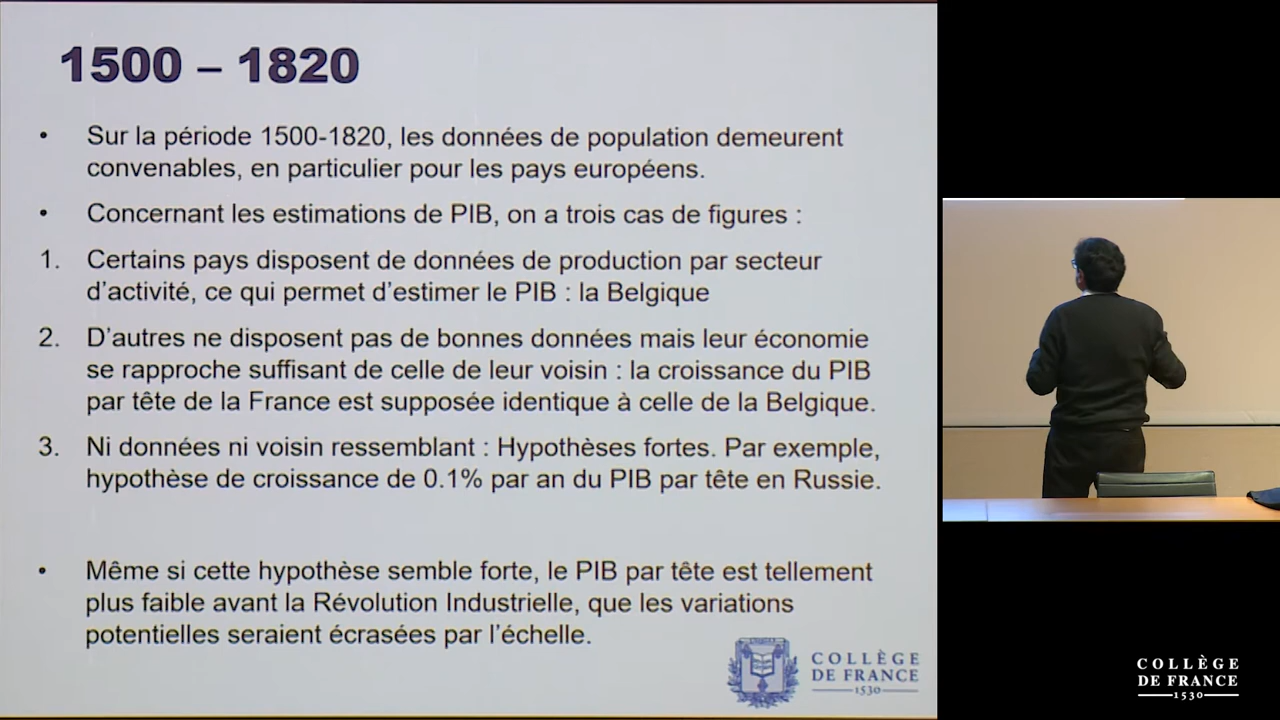 1500 – 1820
• Sur la période 1500-1820, les données de population demeurent
convenables, en particulier pour les pays européens.
• Concernant les estimations de PIB, on a trois cas de figures :
1. Certains pays disposent de données de production par secteur
d’activité, ce qui permet d’estimer le PIB : la Belgique
2. D’autres ne disposent pas de bonnes données mais leur économie
se rapproche suffisant de celle de leur voisin : la croissance du PIB
par tête de la France est supposée identique à celle de la Belgique.
3. Ni données ni voisin ressemblant : Hypothèses fortes. Par exemple,
hypothèse de croissance de 0.1% par an du PIB par tête en Russie.
• Même si cette hypothèse semble forte, le PIB par tête est tellement
plus faible avant la Révolution Industrielle, que les variations
potentielles seraient écrasées par l’échelle.
COLLÈGE
DE FRANCE
1530
COLLÈGE
DE FRANCE
1530